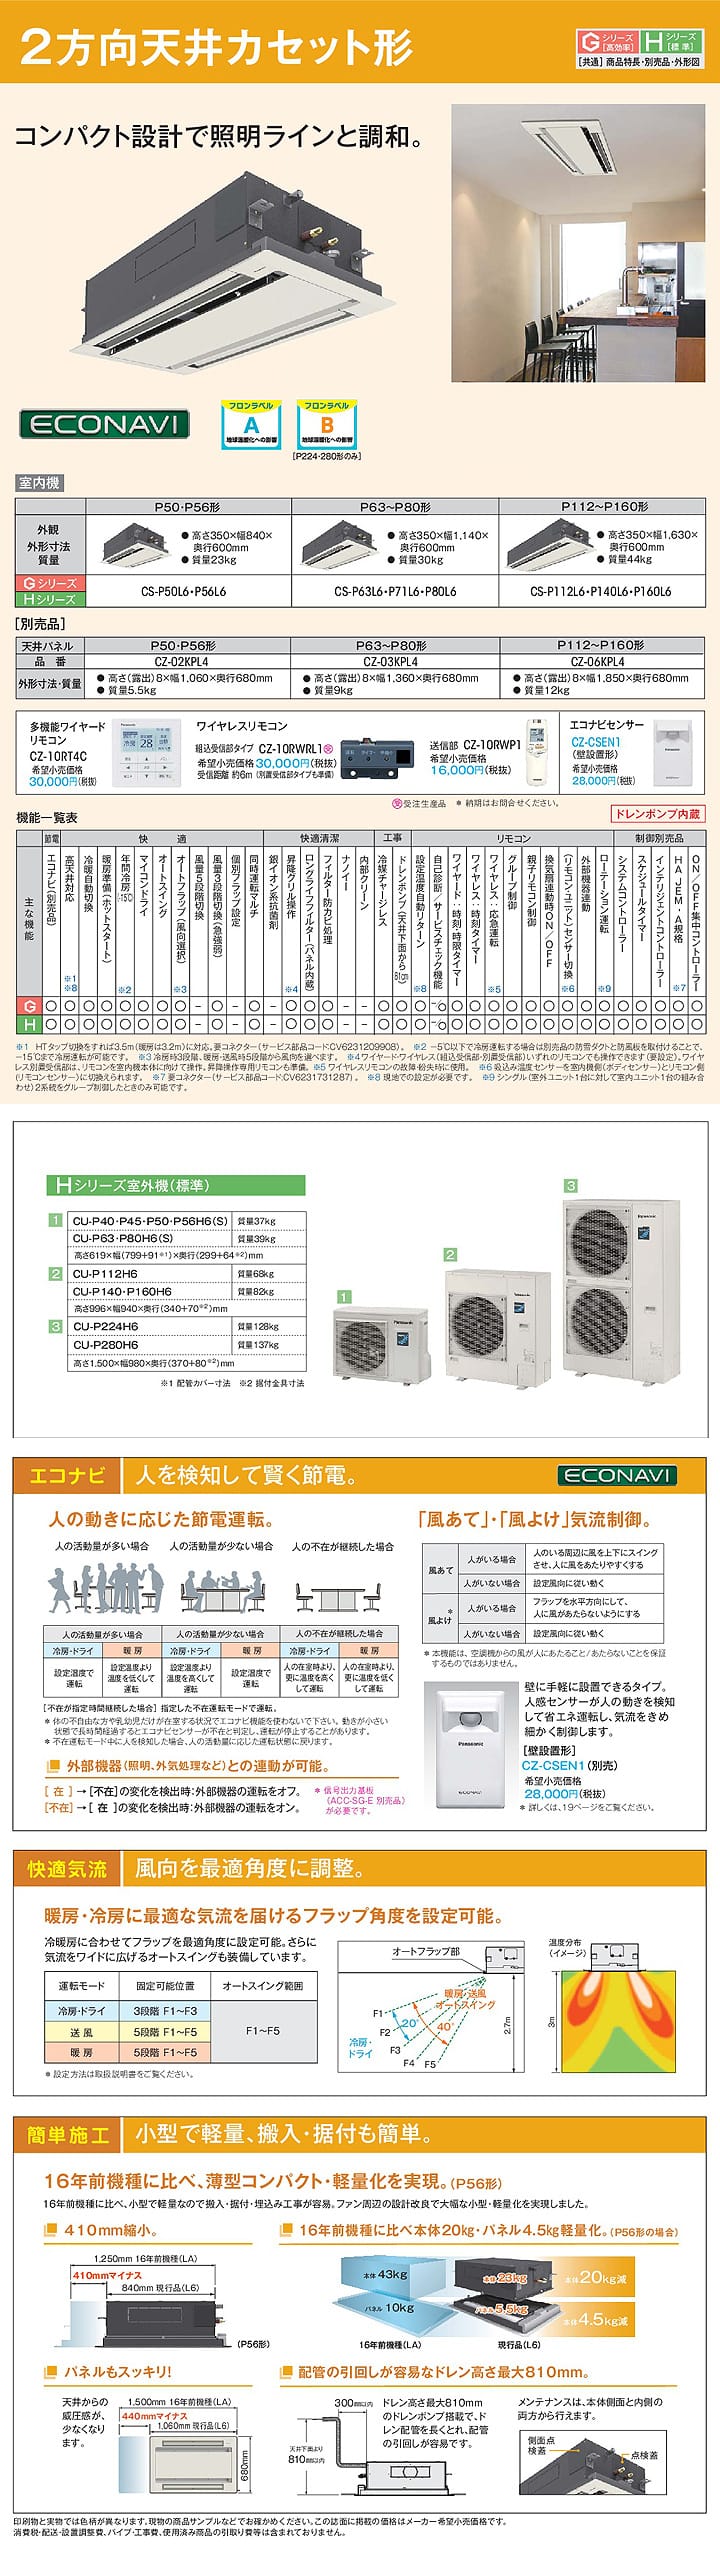 2方向天井カセット形
Gシリーズ[高効率] Hシリーズ[標準]
[共通] 商品特長・別売品・外形図
コンパクト設計で照明ラインと調和。
ECONAVI
フロンラベル A 地球温暖化への影響
フロンラベル B 地球温暖化への影響
[P224・280形のみ]
室内機
P50・P56形 P63~P80形 P112~P160形
外観 外形寸法 質量
●高さ350×幅840×奥行600mm ●質量23kg
●高さ350×幅1,140×奥行600mm ●質量30kg
●高さ350×幅1,630×奥行600mm ●質量44kg
Gシリーズ
Hシリーズ
CS-P50L6・P56L6 CS-P63L6・P71L6・P80L6 CS-P112L6・P140L6・P160L6
[別売品]
天井パネル P50・P56形 P63~P80形 P112~P160形
品番 CZ-02KPL4 CZ-03KPL4 CZ-06KPL4
外形寸法・質量
●高さ(露出)8×幅1,060×奥行680mm ●質量5.5kg
●高さ(露出)8×幅1,360×奥行680mm ●質量9kg
●高さ(露出)8×幅1,850×奥行680mm ●質量12kg
多機能ワイヤードリモコン
CZ-10RT4C
希望小売価格
30,000円(税抜)
ワイヤレスリモコン
組込受信部タイプ CZ-10RWRL1㊝
希望小売価格 30,000円(税抜)
受信距離 約6m (別置受信部タイプも準備)
送信部 CZ-10RWP1
希望小売価格
16,000円(税抜)
エコナビセンサー
CZ-CSEN1
(壁設置形)
希望小売価格
28,000円(税抜)
受注生産品 *納期はお問合せください。
機能一覧表
ドレンポンプ内蔵
節電 快適 快適清潔 工事 リモコン 制御別売品
主な機能
エコナビ(別売品)
高天井対応 ※1 ※8
冷暖自動切換
暖房準備(ホットスタート)
年間冷房(-15℃) ※2
マイコンドライ
オートスイング
オートフラップ(風向選択) ※3
風量5段階切換
風量3段階切換(急強弱)
個別フラップ設定
同時運転マルチ
銀イオン系抗菌剤
昇降グリル操作 ※4
ロングライフフィルター(パネル内蔵)
フィルター防カビ処理
ナノイー
内部クリーン
冷媒チャージレス
ドレンポンプ(天井下面から81cm)
設定温度自動リターン ※8
自己診断/サービスチェック機能
ワイヤード:時刻・時限タイマー
ワイヤレス:時刻タイマー
ワイヤレス:応急運転 ※5
グループ制御
親子リモコン制御
換気扇連動時ON/OFF
(リモコン・ユニット)センサー切換 ※6
外部機器連動
ローテーション運転 ※9
システムコントローラー
スケジュールタイマー
インテリジェントコントローラー
HA JEM-A規格 ※7
ON/OFF集中コントローラー
G ○ ○ ○ ○ ○ ○ ○ ○ - ○ - ○ - ○ ○ ○ - - ○ ○ ○ -/○ ○ ○ ○ ○ ○ ○ ○ ○ ○ ○ ○ ○ ○ ○
H ○ ○ ○ ○ ○ ○ ○ ○ - ○ - ○ - ○ ○ ○ - - ○ ○ ○ -/○ ○ ○ ○ ○ ○ ○ ○ ○ ○ ○ ○ ○ ○ ○
※1 HTタップ切換をすれば3.5m(暖房は3.2m)に対応。要コネクター(サービス部品コード:CV6231209908)。 ※2 -5℃以下で冷房運転する場合は別売品の防雪ダクトと防風板を取付けることで、
-15℃まで冷房運転が可能です。 ※3 冷房時3段階、暖房・送風時5段階から風向を選べます。 ※4 ワイヤード・ワイヤレス(組込受信部・別置受信部)いずれのリモコンでも操作できます(要設定)。ワイヤ
レス別置受信部は、リモコンを室内機本体に向けて操作。昇降操作専用リモコンも準備。 ※5 ワイヤレスリモコンの故障・紛失時に使用。 ※6 吸込み温度センサーを室内機側(ボディセンサー)とリモコン側
(リモコンセンサー)に切換えられます。 ※7 要コネクター(サービス部品コード:CV6231731287)。 ※8 現地での設定が必要です。 ※9 シングル(室外ユニット1台に対して室内ユニット1台の組み合
わせ)2系統をグループ制御したときのみ可能です。
Hシリーズ室外機(標準)
1 CU-P40・P45・P50・P56H6(S) 質量37kg
CU-P63・P80H6(S) 質量39kg
高さ619×幅(799+91※1)×奥行(299+64※2)mm
2 CU-P112H6 質量68kg
CU-P140・P160H6 質量82kg
高さ996×幅940×奥行(340+70※2)mm
3 CU-P224H6 質量128kg
CU-P280H6 質量137kg
高さ1,500×幅980×奥行(370+80※2)mm
※1 配管カバー寸法 ※2 据付金具寸法
1
2
3
Panasonic
エコナビ 人を検知して賢く節電。 ECONAVI
人の動きに応じた節電運転。
人の活動量が多い場合 人の活動量が少ない場合 人の不在が継続した場合
人の活動量が多い場合 人の活動量が少ない場合 人の不在が継続した場合
冷房・ドライ 暖房 冷房・ドライ 暖房 冷房・ドライ 暖房
設定温度で運転
設定温度より温度を低くして運転
設定温度より温度を高くして運転
設定温度で運転
人の在室時より、更に温度を高くして運転
人の在室時より、更に温度を低くして運転
[不在が指定時間継続した場合]指定した不在運転モードで運転。
*体の不自由な方や乳幼児だけが在室する状況でエコナビ機能を使わないで下さい。動きが小さい
状態で長時間経過するとエコナビセンサーが不在と判定し、運転が停止することがあります。
*不在運転モード中に人を検知した場合、人の活動量に応じた運転状態に戻ります。
外部機器(照明、外気処理など)との連動が可能。
[ 在 ]→[不在]の変化を検出時:外部機器の運転をオフ。
[不在]→[ 在 ]の変化を検出時:外部機器の運転をオン。
*信号出力基板
(ACC-SG-E 別売品)
が必要です。
「風あて」・「風よけ」気流制御。
風あて 人がいる場合 人のいる周辺に風を上下にスイングさせ、人に風をあたりやすくする
人がいない場合 設定風向に従い動く
*風よけ 人がいる場合 フラップを水平方向にして、人に風があたらないようにする
人がいない場合 設定風向に従い動く
*本機能は、空調機からの風が人にあたること/あたらないことを保証
するものではありません。
Panasonic
ECONAVI
壁に手軽に設置できるタイプ。
人感センサーが人の動きを検知
して省エネ運転し、気流をきめ
細かく制御します。
[壁設置形]
CZ-CSEN1(別売)
希望小売価格
28,000円(税抜)
*詳しくは、19ページをご覧ください。
快適気流 風向を最適角度に調整。
暖房・冷房に最適な気流を届けるフラップ角度を設定可能。
冷暖房に合わせてフラップを最適角度に設定可能。さらに
気流をワイドに広げるオートスイングも装備しています。
運転モード 固定可能位置 オートスイング範囲
冷房・ドライ 3段階 F1~F3
送風 5段階 F1~F5
暖房 5段階 F1~F5
F1~F5
*設定方法は取扱説明書をご覧ください。
オートフラップ部
暖房・送風
オートスイング
F1
F2
F3
F4
F5
20°
40°
冷房・ドライ
2.7m
温度分布
(イメージ)
3m
簡単施工 小型で軽量、搬入・据付も簡単。
16年前機種に比べ、薄型コンパクト・軽量化を実現。(P56形)
16年前機種に比べ、小型で軽量なので搬入・据付・埋込み工事が容易。ファン周辺の設計改良で大幅な小型・軽量化を実現しました。
410mm縮小。
1,250mm 16年前機種(LA)
410mmマイナス
840mm 現行品(L6)
(P56形)
16年前機種に比べ本体20kg・パネル4.5kg軽量化。(P56形の場合)
本体 43kg
パネル 10kg
本体 23kg
パネル 5.5kg
本体20kg減
本体4.5kg減
16年前機種(LA) 現行品(L6)
パネルもスッキリ!
天井からの
威圧感が、
少なくなり
ます。
1,500mm 16年前機種(LA)
440mmマイナス
1,060mm 現行品(L6)
680mm
配管の引回しが容易なドレン高さ最大810mm。
300mm以内
天井下面より
810mm以内
ドレン高さ最大810mm
のドレンポンプ搭載で、ド
レン配管を長くとれ、配管
の引回しが容易です。
メンテナンスは、本体側面と内側の
両方から行えます。
側面点検蓋
点検蓋
印刷物と実物では色柄が異なります。現物の商品サンプルなどでお確かめください。この誌面に掲載の価格はメーカー希望小売価格です。
消費税・配送・設置調整費、パイプ・工事費、使用済み商品の引取り費等は含まれておりません。